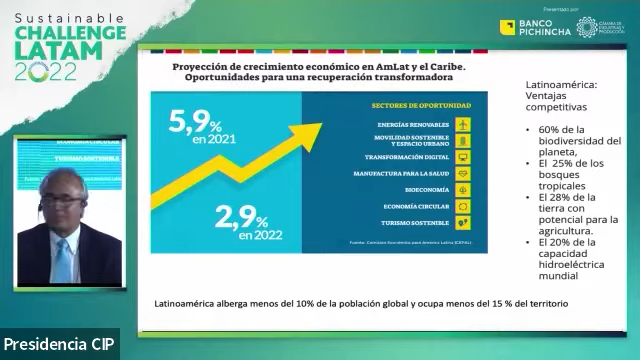 Sustainable
CHALLENGE
LATAM
2022
Presentado por
BANCO
PICHINCHA
CÁMARA DE
INDUSTRIAS Y
PRODUCCIÓN
Proyección de crecimiento económico en AmLat y el Caribe.
Oportunidades para una recuperación transformadora
5,9%
en 2021
2,9%
en 2022
SECTORES DE OPORTUNIDAD
ENERGÍAS RENOVABLES
MOVILIDAD SOSTENIBLE
Y ESPACIO URBANO
TRANSFORMACIÓN DIGITAL
MANUFACTURA PARA LA SALUD
BIOECONOMÍA
ECONOMÍA CIRCULAR
TURISMO SOSTENIBLE
Fuente: Comisión Económica para América Latina (CEPAL)
Latinoamérica:
Ventajas
competitivas
• 60% de la
biodiversidad del
planeta,
• El 25% de los
bosques
tropicales
• El 28% de la
tierra con
potencial para la
agricultura.
• El 20% de la
capacidad
hidroeléctrica
mundial
Latinoamérica alberga menos del 10% de la población global y ocupa menos del 15 % del territorio
ECONOMÍA CIRCULAR
TURISMO SOSTENIBLE
Presidencia CIP